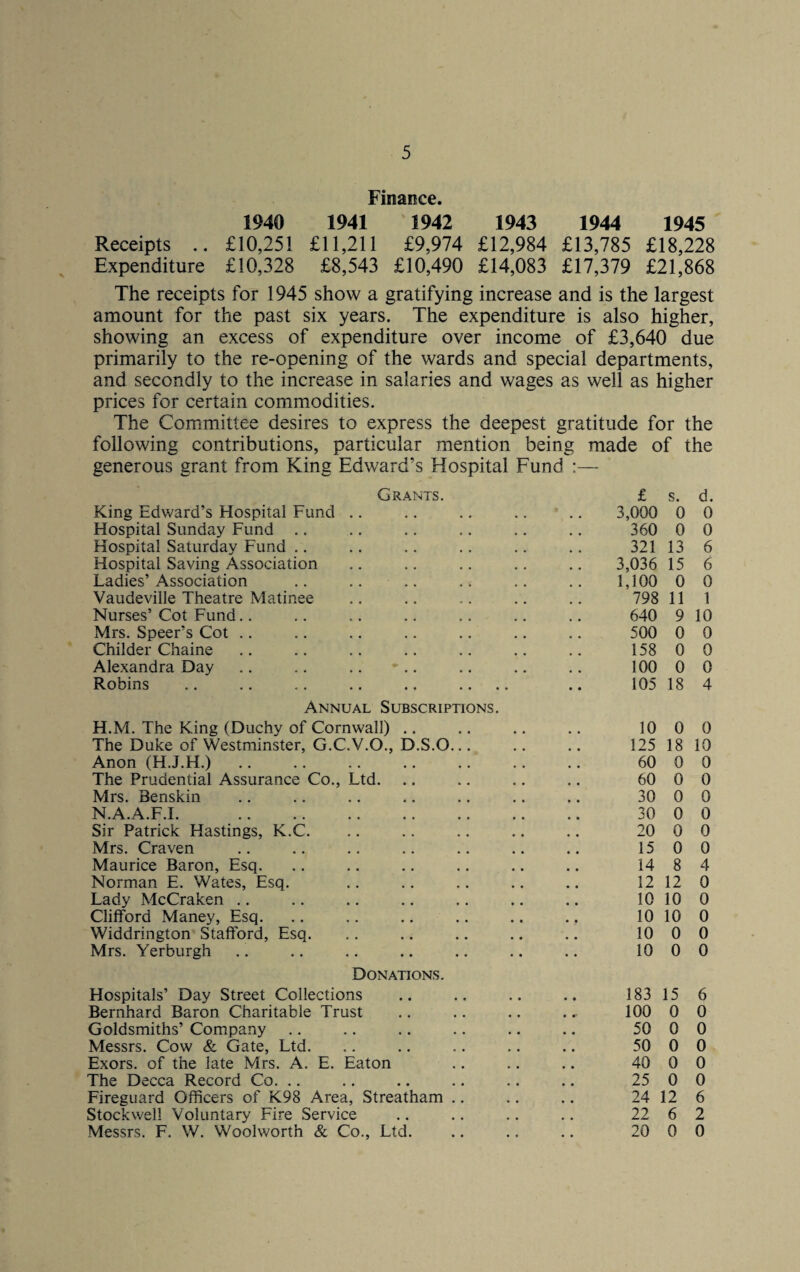 5
Finance.
1940 1941 1942 1943 1944 1945
Receipts .. £10,251 £11,211 £9,974 £12,984 £13,785 £18,228
Expenditure £10,328 £8,543 £10,490 £14,083 £17,379 £21,868
The receipts for 1945 show a gratifying increase and is the largest
amount for the past six years. The expenditure is also higher,
showing an excess of expenditure over income of £3,640 due
primarily to the re-opening of the wards and special departments,
and secondly to the increase in salaries and wages as well as higher
prices for certain commodities.
The Committee desires to express the deepest gratitude for the
following contributions, particular mention being made of the
generous grant from King Edward's Hospital Fund :—
Grants. £ s. d.
King Edward's Hospital Fund .. .. .. .. .. 3,000 0 0
Hospital Sunday Fund .. .. .. .. .. .. 360 0 0
Hospital Saturday Fund .. .. .. .. .. .. 321 13 6
Hospital Saving Association .. .. .. .. .. 3,036 15 6
Ladies' Association .. .. .. .. .. .. 1,100 0 0
Vaudeville Theatre Matinee .. .. .. .. .. 798 11 1
Nurses' Cot Fund.. .. .. .. .. .. .. 640 9 10
Mrs. Speer's Cot .. .. .. .. .. .. .. 500 0 0
Childer Chaine .. .. .. .. .. .. .. 158 0 0
Alexandra Day .. .. .. .. .. .. .. 100 0 0
Robins .. .. .. .. .. .. .. .. 105 18 4
Annual Subscriptions.
H.M. The King (Duchy of Cornwall) .. .. .. .. 10 0 0
The Duke of Westminster, G.C.V.O., D.S.O... .. .. 125 18 10
Anon (H.J.H.) .. .. .. .. .. .. .. 60 0 0
The Prudential Assurance Co., Ltd. .. .. .. .. 60 0 0
Mrs. Benskin .. .. .. .. .. .. .. 30 0 0
N.A.A.F.I. .. .. .. .. .. .. .. 30 0 0
Sir Patrick Hastings, K.C. .. .. .. .. .. 20 0 0
Mrs. Craven .. .. .. .. .. .. .. 15 0 0
Maurice Baron, Esq. .. .. .. .. .. .. 14 8 4
Norman E. Wates, Esq. .. .. .. .. .. 12 12 0
Lady McCraken .. .. .. .. .. .. .. 10 10 0
Clifford Maney, Esq. .. .. .. .. .. .. 10 10 0
Widdrington Stafford, Esq. .. .. .. .. .. 10 0 0
Mrs. Yerburgh .. .. .. .. .. .. .. 10 0 0
Donations.
Hospitals' Day Street Collections .. .. .. .. 183 15 6
Bernhard Baron Charitable Trust .. .. .. .. 100 0 0
Goldsmiths' Company .. .. .. .. .. .. 50 0 0
Messrs. Cow & Gate, Ltd. .. .. .. .. .. 50 0 0
Exors. of the late Mrs. A. E. Eaton .. .. .. 40 0 0
The Decca Record Co. .. .. .. .. .. .. 25 0 0
Fireguard Officers of K98 Area, Streatham .. .. .. 24 12 6
Stockwell Voluntary Fire Service .. .. .. .. 22 6 2
Messrs. F. W. Woolworth & Co., Ltd. .. .. .. 20 0 0